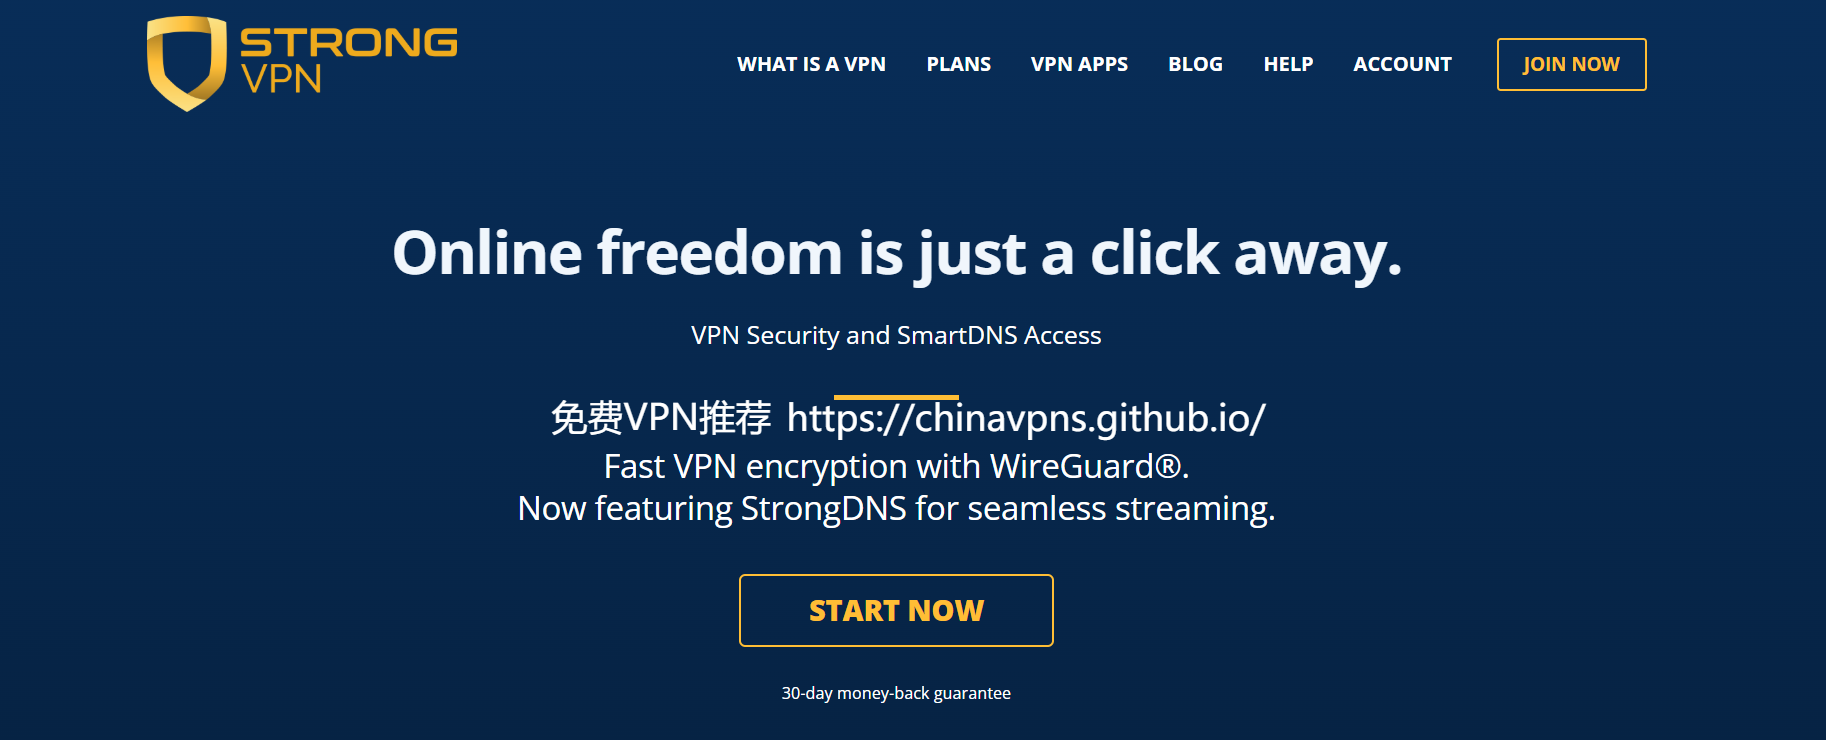 STRONG
VPN
WHAT IS A VPN PLANS VPN APPS BLOG HELP ACCOUNT JOIN NOW
Online freedom is just a click away.
VPN Security and SmartDNS Access
免费VPN推荐 https://chinavpns.github.io/
Fast VPN encryption with WireGuard®.
Now featuring StrongDNS for seamless streaming.
START NOW
30-day money-back guarantee